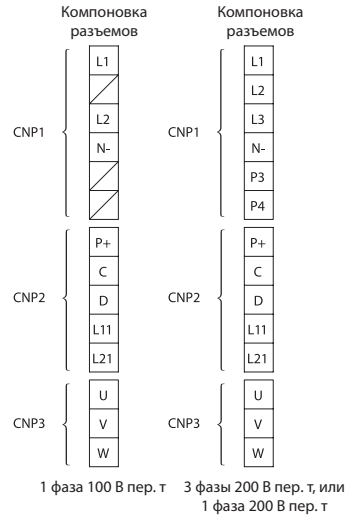 Компоновка
разъемов
L1
L2
N-
CNP1
P+
C
D
L11
L21
CNP2
U
V
W
CNP3
1 фаза 100 В пер. т
Компоновка
разъемов
L1
L2
L3
N-
P3
P4
CNP1
P+
C
D
L11
L21
CNP2
U
V
W
CNP3
3 фазы 200 В пер. т, или
1 фаза 200 В пер. т